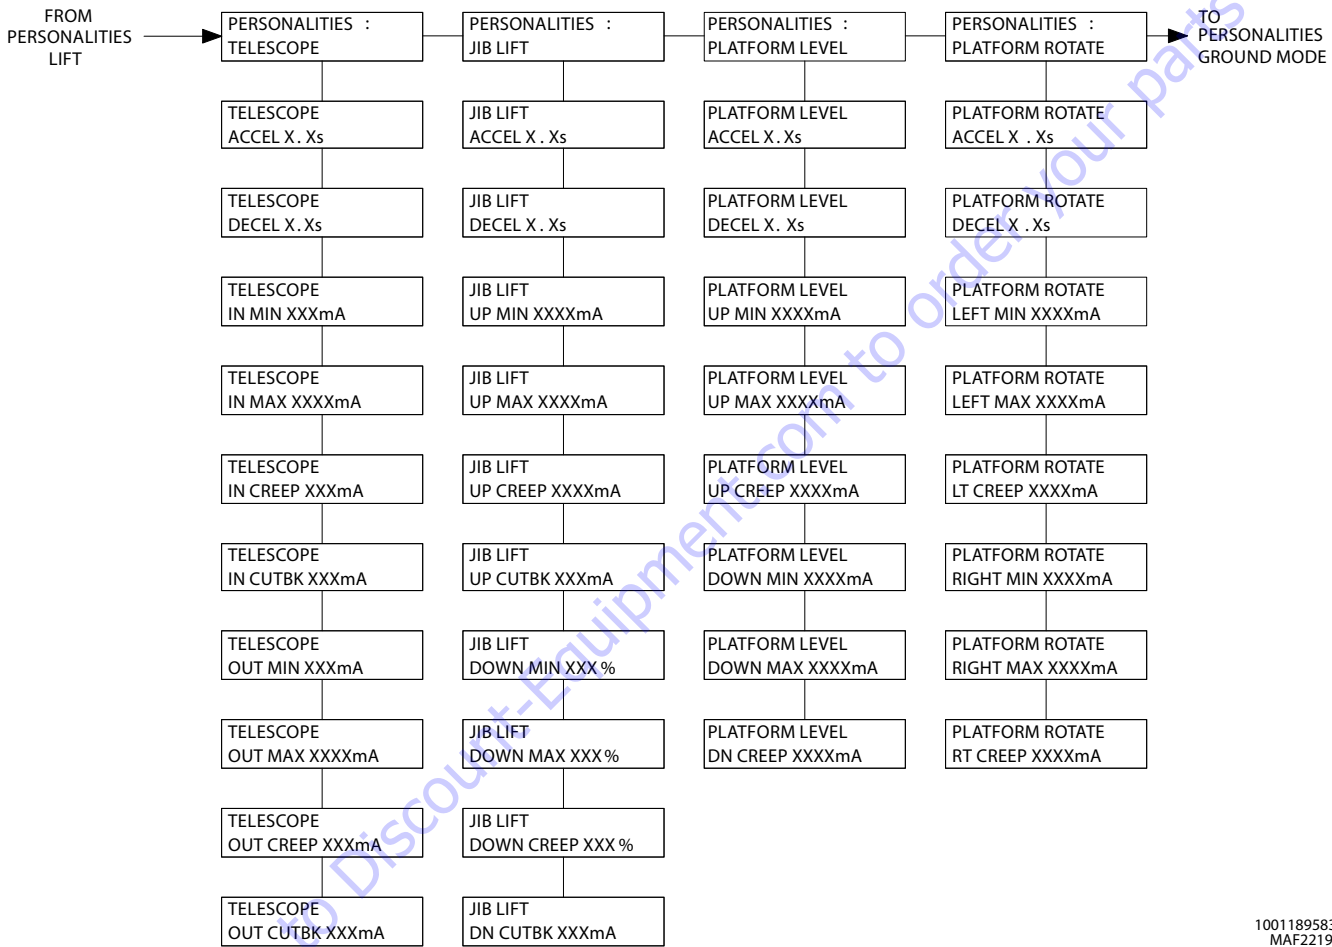 FROM
PERSONALITIES
LIFT
PERSONALITIES :
TELESCOPE
TELESCOPE
ACCEL X. Xs
TELESCOPE
DECEL X. Xs
TELESCOPE
IN MIN XXXmA
TELESCOPE
IN MAX XXXXmA
TELESCOPE
IN CREEP XXXmA
TELESCOPE
IN CUTBK XXXmA
TELESCOPE
OUT MIN XXXmA
TELESCOPE
OUT MAX XXXXmA
TELESCOPE
OUT CREEP XXXmA
TELESCOPE
OUT CUTBK XXXmA
PERSONALITIES :
JIB LIFT
JIB LIFT
ACCEL X . Xs
JIB LIFT
DECEL X . Xs
JIB LIFT
UP MIN XXXXmA
JIB LIFT
UP MAX XXXXmA
JIB LIFT
UP CREEP XXXXmA
JIB LIFT
UP CUTBK XXXmA
JIB LIFT
DOWN MIN XXX %
JIB LIFT
DOWN MAX XXX %
JIB LIFT
DOWN CREEP XXX %
JIB LIFT
DN CUTBK XXXmA
PERSONALITIES :
PLATFORM LEVEL
PLATFORM LEVEL
ACCEL X. Xs
PLATFORM LEVEL
DECEL X. Xs
PLATFORM LEVEL
UP MIN XXXXmA
PLATFORM LEVEL
UP MAX XXXXmA
PLATFORM LEVEL
UP CREEP XXXXmA
PLATFORM LEVEL
DOWN MIN XXXXmA
PLATFORM LEVEL
DOWN MAX XXXXmA
PLATFORM LEVEL
DN CREEP XXXXmA
PERSONALITIES :
PLATFORM ROTATE
PLATFORM ROTATE
ACCEL X . Xs
PLATFORM ROTATE
DECEL X . Xs
PLATFORM ROTATE
LEFT MIN XXXXmA
PLATFORM ROTATE
LEFT MAX XXXXmA
PLATFORM ROTATE
LT CREEP XXXXmA
PLATFORM ROTATE
RIGHT MIN XXXXmA
PLATFORM ROTATE
RIGHT MAX XXXXmA
PLATFORM ROTATE
RT CREEP XXXXmA
TO
PERSONALITIES
GROUND MODE
to Discount-Equipment.com to order your parts
1001189583
MAF2219